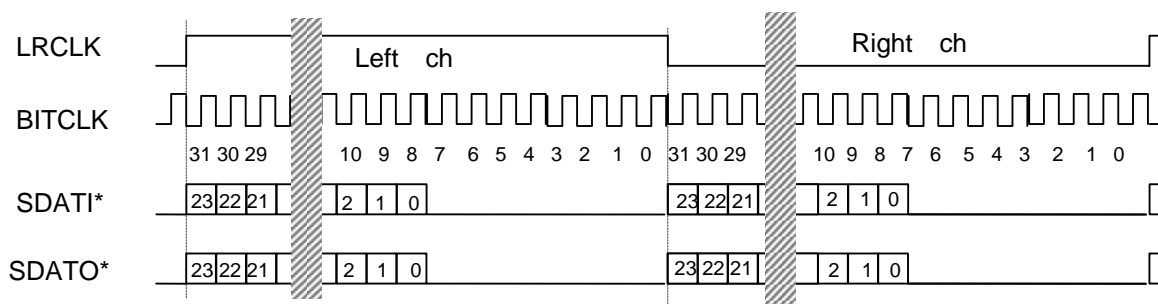 LRCLK Left ch Right ch
BITCLK
31 30 29 10 9 8 7 6 5 4 3 2 1 0 31 30 29 10 9 8 7 6 5 4 3 2 1 0
SDATI* 23 22 21 2 1 0 23 22 21 2 1 0
SDATO* 23 22 21 2 1 0 23 22 21 2 1 0